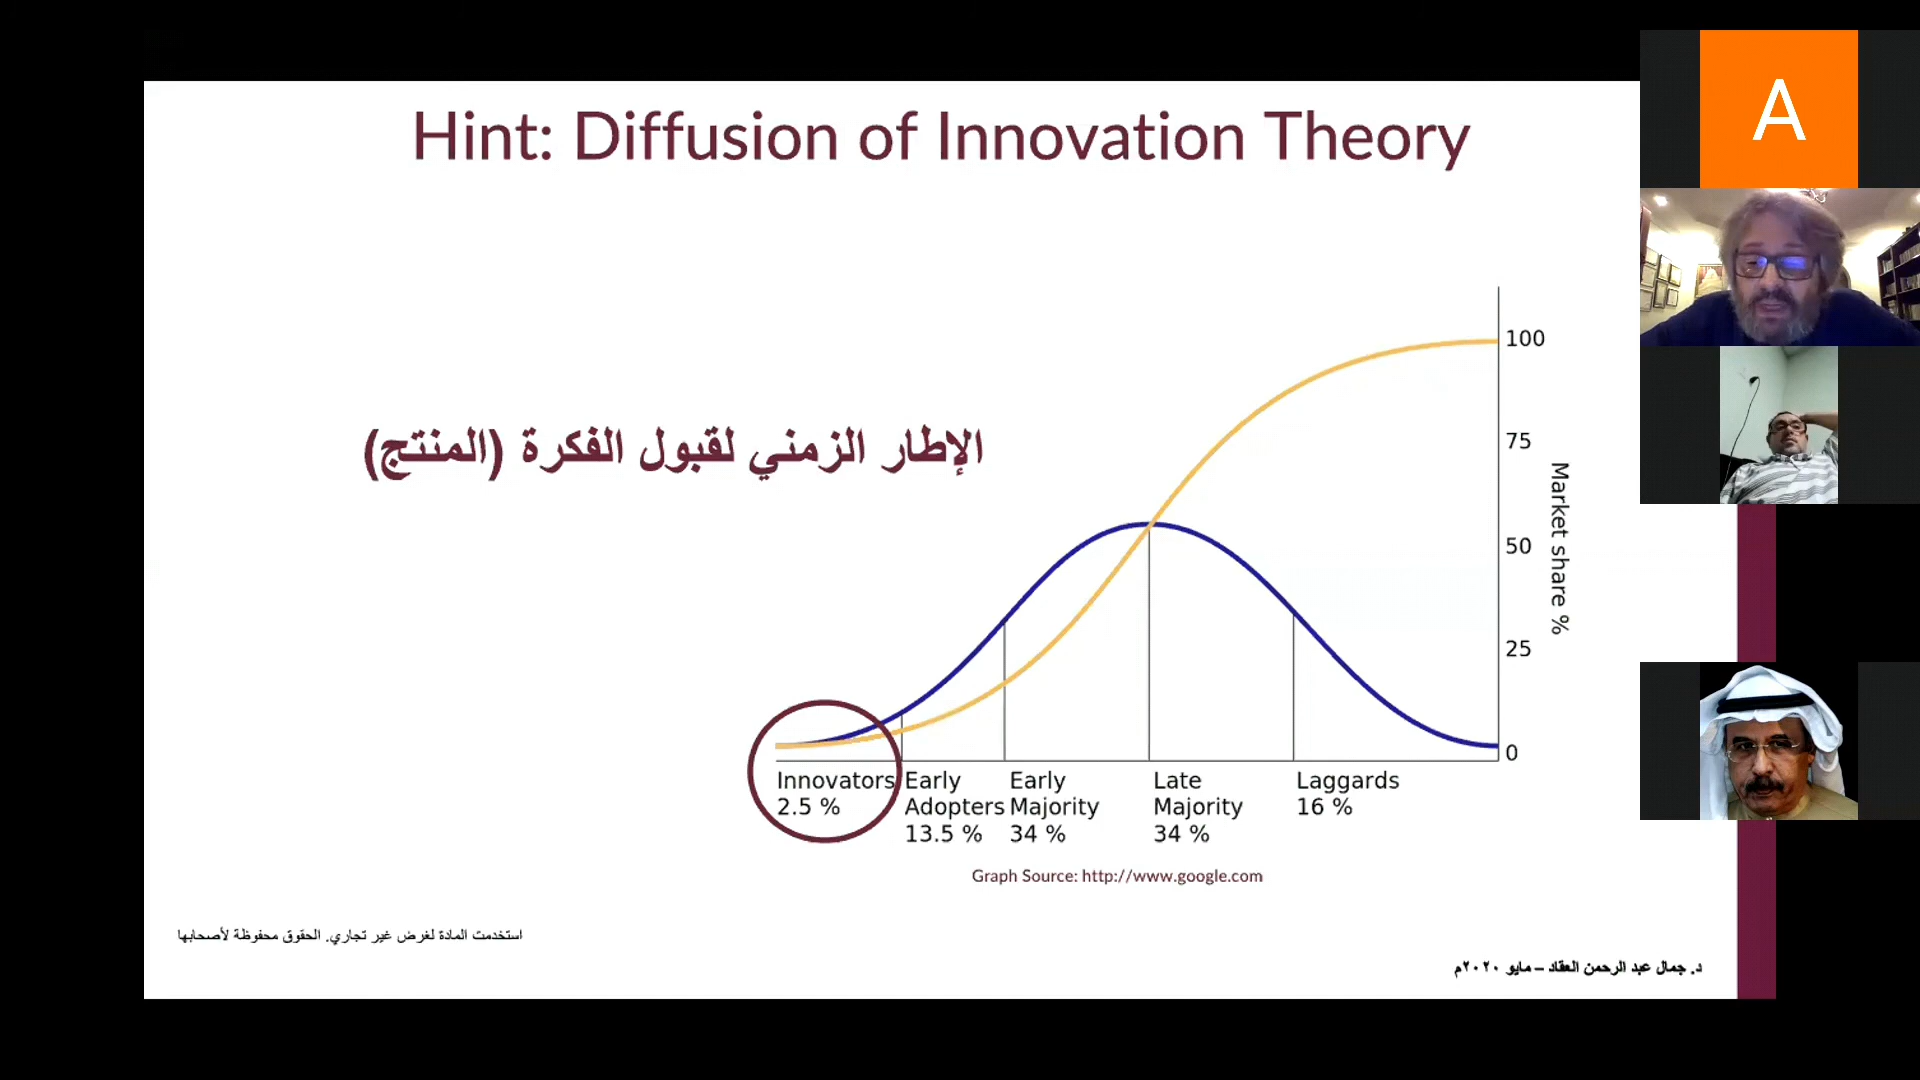 Hint: Diffusion of Innovation Theory
A
الإطار الزمني لقبول الفكرة (المنتج)
100
75
50
25
0
Market share %
Innovators
2.5 %
Early
Adopters
13.5 %
Early
Majority
34 %
Late
Majority
34 %
Laggards
16 %
Graph Source: http://www.google.com
استخدمت المادة لغرض غير تجاري. الحقوق محفوظة لأصحابها
د. جمال عبد الرحمن العقاد – مايو ٢٠٢٠م